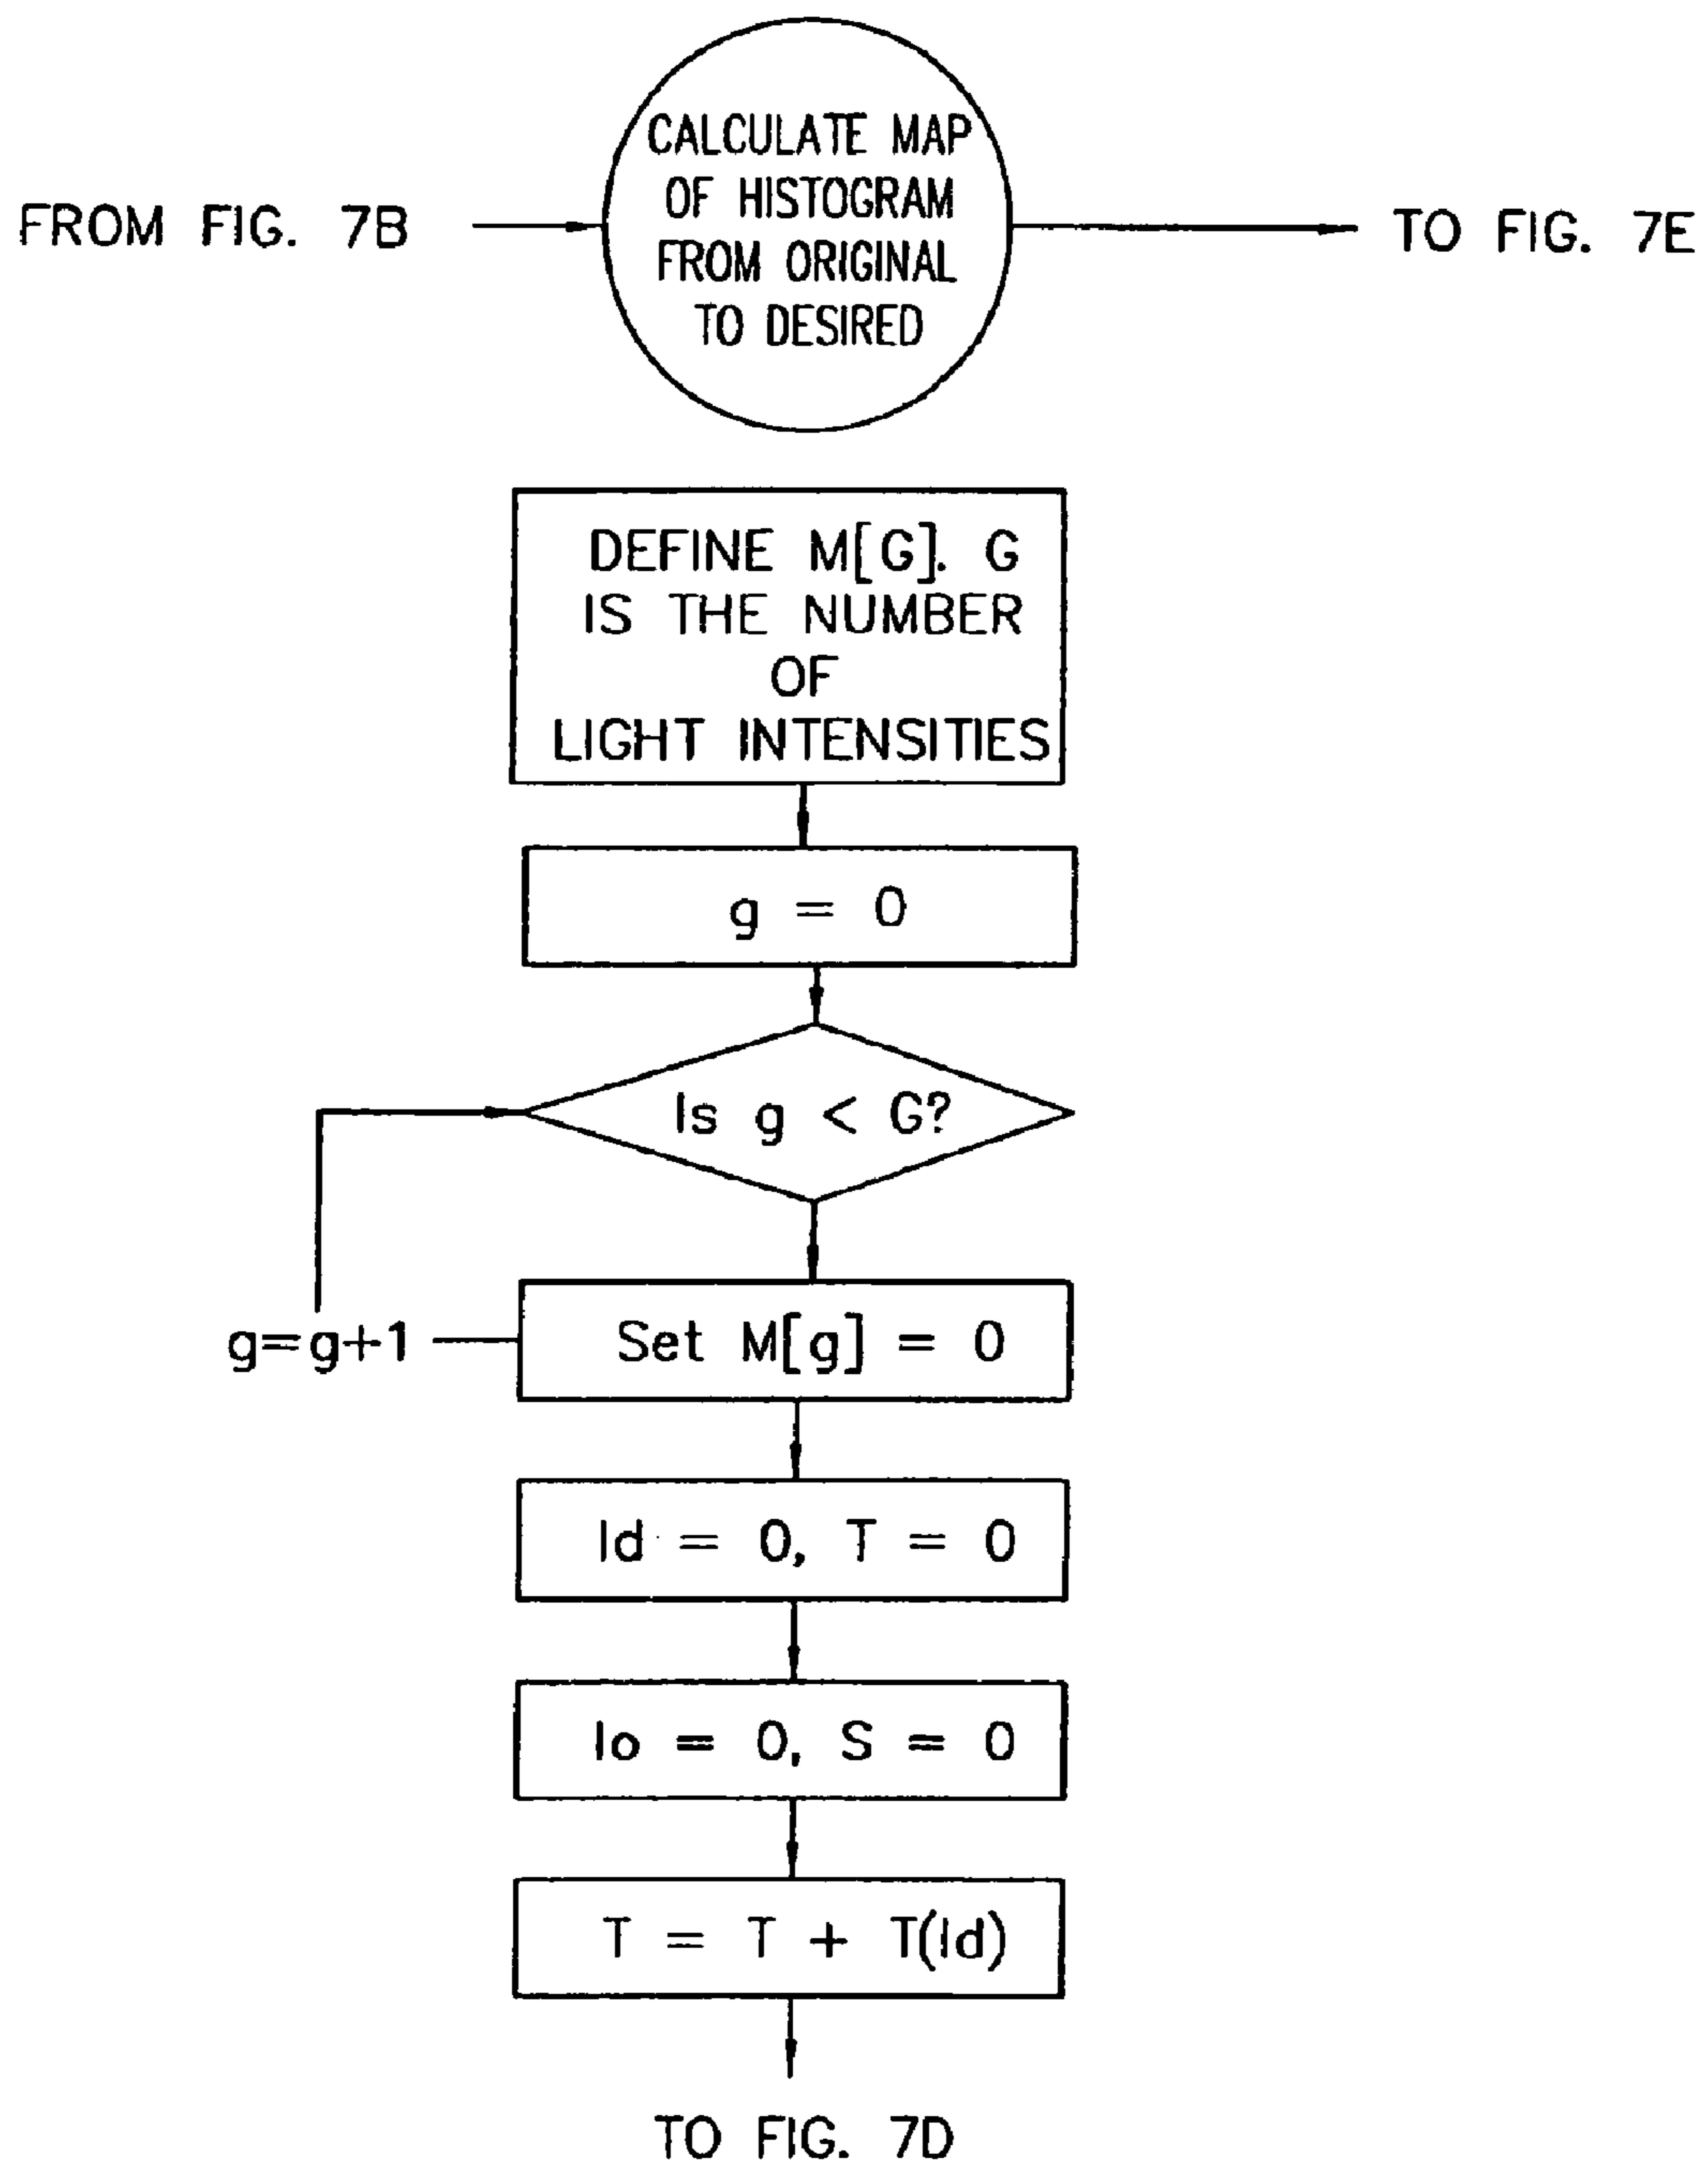 CALCULATE MAP
OF HISTOGRAM
FROM ORIGINAL
TO DESIRED
FROM FIG. 7B
TO FIG. 7E
DEFINE M[G]. G
IS THE NUMBER
OF
LIGHT INTENSITIES
g = 0
Is g < G?
g=g+1
Set M[g] = 0
Id = 0, T = 0
Io = 0, S = 0
T = T + T(Id)
TO FIG. 7D